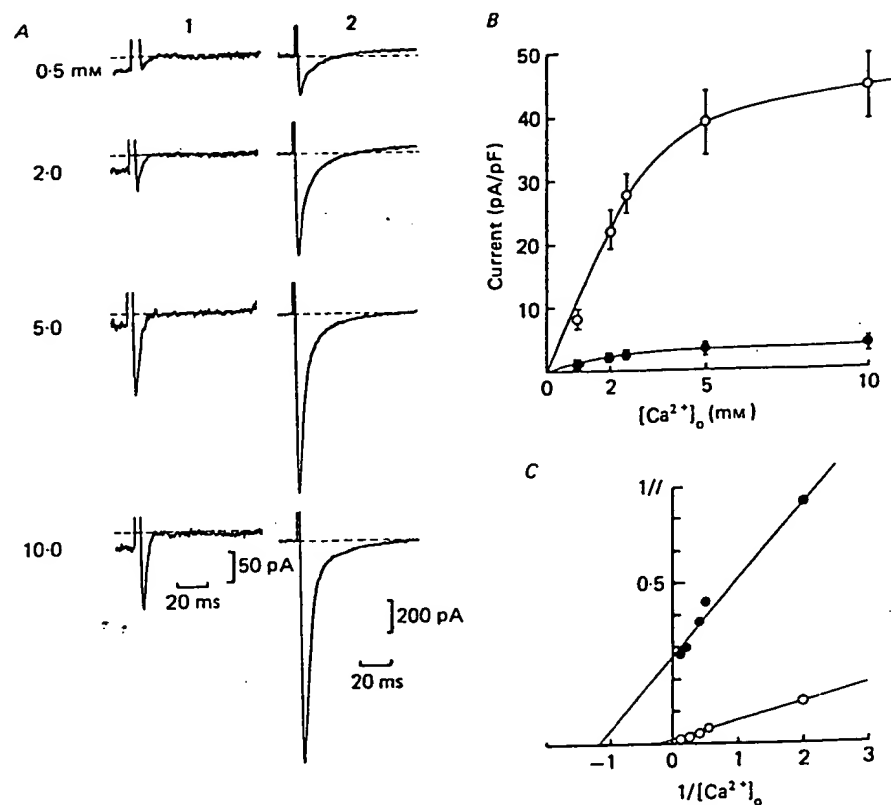 A
1 2
0·5 mM
2·0
5·0
10·0
50 pA
20 ms
200 pA
20 ms
B
Current (pA/pF)
50
40
30
20
10
0 2 5 10
[Ca²⁺]ₒ (mM)
C
1/I
0·5
−1 0 1 2 3
1/[Ca²⁺]ₒ